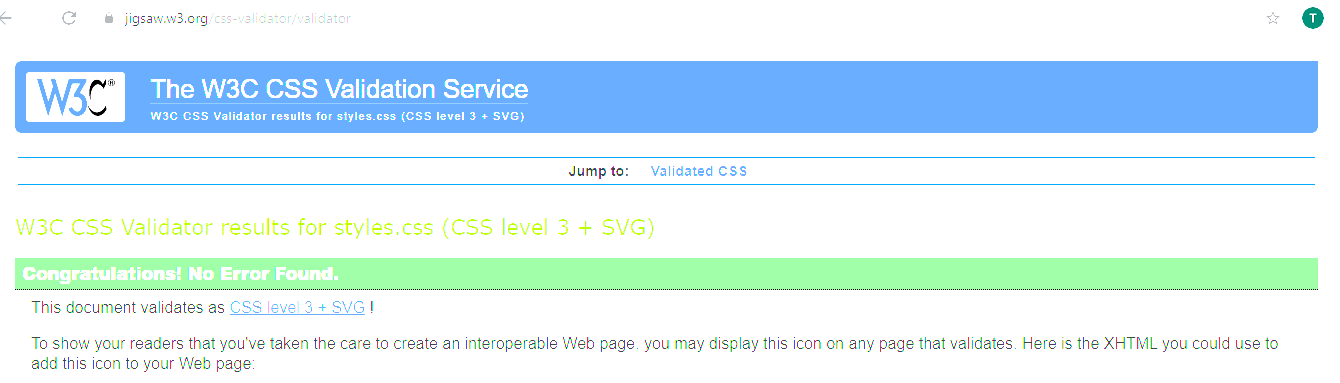 jigsaw.w3.org/css-validator/validator
T
W3C®
The W3C CSS Validation Service
W3C CSS Validator results for styles.css (CSS level 3 + SVG)
Jump to: Validated CSS
W3C CSS Validator results for styles.css (CSS level 3 + SVG)
Congratulations! No Error Found.
This document validates as CSS level 3 + SVG !
To show your readers that you've taken the care to create an interoperable Web page, you may display this icon on any page that validates. Here is the XHTML you could use to
add this icon to your Web page: